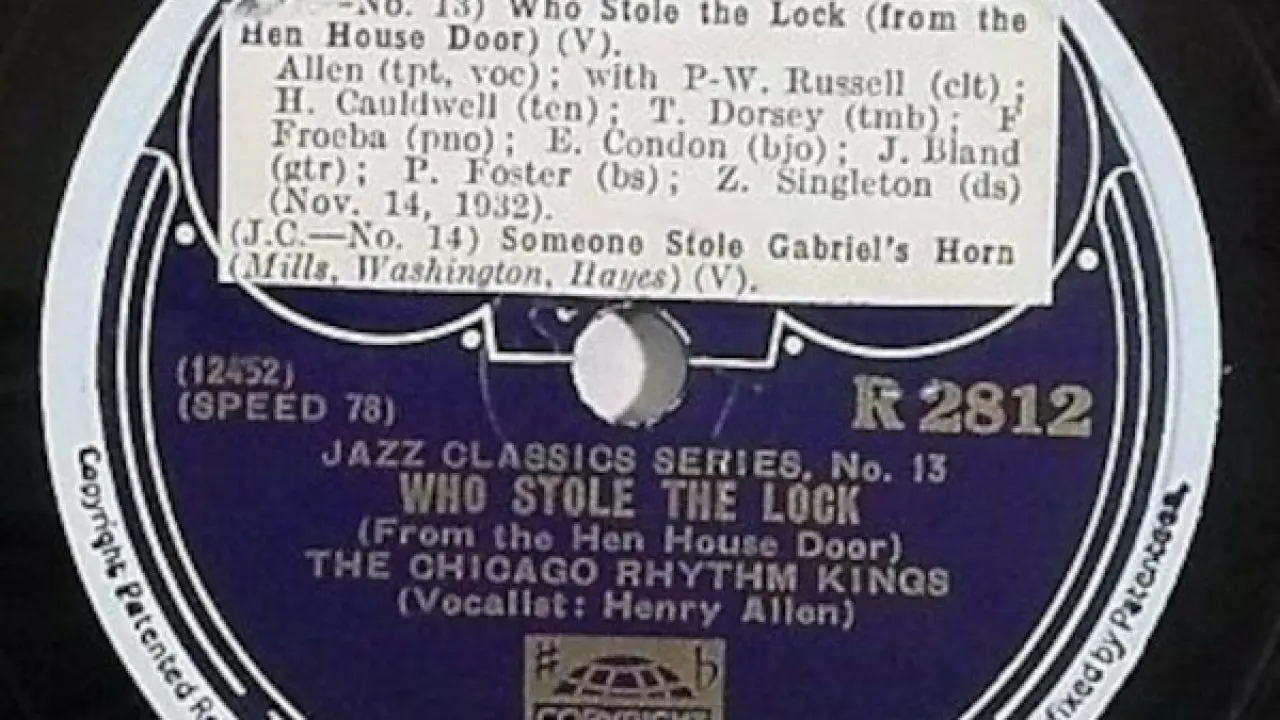 -No. 13) Who Stole the Lock (from the
Hen House Door) (V).
Allen (tpt, voc); with P-W. Russell (clt);
H. Cauldwell (ten); T. Dorsey (tmb); F
Froeba (pno); E. Condon (bjo); J. Bland
(gtr); P. Foster (bs); Z. Singleton (ds)
(Nov. 14, 1932).
(J.C.—No. 14) Someone Stole Gabriel's Horn
(Mills, Washington, Hayes) (V).
(12452)
(SPEED 78)
R 2812
JAZZ CLASSICS SERIES. No. 13
WHO STOLE THE LOCK
(From the Hen House Door)
THE CHICAGO RHYTHM KINGS
(Vocalist: Henry Allen)
♯ ♭
COPYRIGHT
Copyright Patented Re
fixed by Patentees.